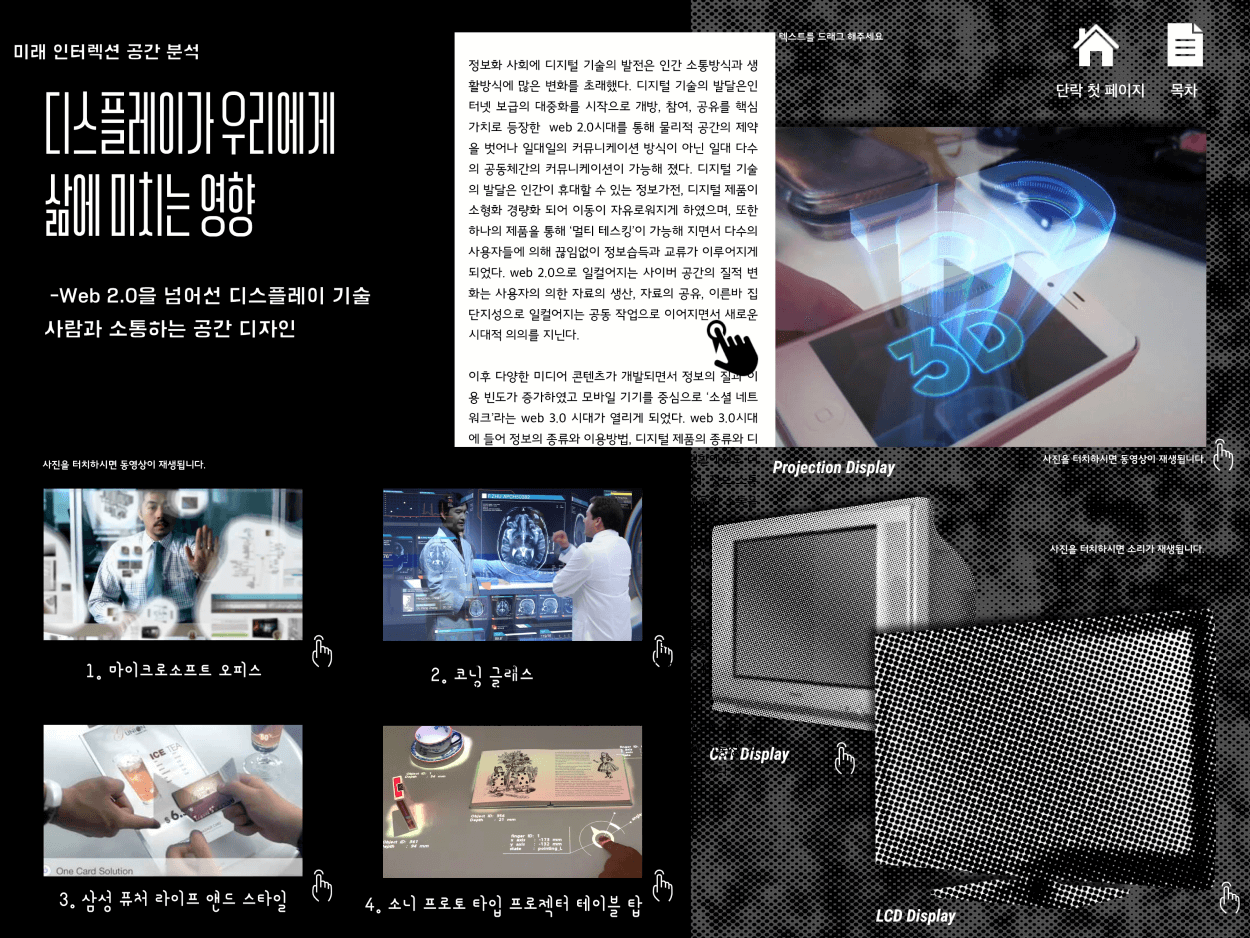 미래 인터렉션 공간 분석
디스플레이가 우리에게
삶에 미치는 영향
-Web 2.0을 넘어선 디스플레이 기술
사람과 소통하는 공간 디자인
정보화 사회에 디지털 기술의 발전은 인간 소통방식과 생
활방식에 많은 변화를 초래했다. 디지털 기술의 발달은인
터넷 보급의 대중화를 시작으로 개방, 참여, 공유를 핵심
가치로 등장한 web 2.0시대를 통해 물리적 공간의 제약
을 벗어나 일대일의 커뮤니케이션 방식이 아닌 일대 다수
의 공동체간의 커뮤니케이션이 가능해 졌다. 디지털 기술
의 발달은 인간이 휴대할 수 있는 정보가전, 디지털 제품이
소형화 경량화 되어 이동이 자유로워지게 하였으며, 또한
하나의 제품을 통해 '멀티 테스킹'이 가능해 지면서 다수의
사용자들에 의해 끊임없이 정보습득과 교류가 이루어지게
되었다. web 2.0으로 일컬어지는 사이버 공간의 질적 변
화는 사용자의 의한 자료의 생산, 자료의 공유, 이른바 집
단지성으로 일컬어지는 공동 작업으로 이어지면서 새로운
시대적 의의를 지닌다.
이후 다양한 미디어 콘텐츠가 개발되면서 정보의 질과 이
용 빈도가 증가하였고 모바일 기기를 중심으로 '소셜 네트
워크'라는 web 3.0 시대가 열리게 되었다. web 3.0시대
에 들어 정보의 종류와 이용방법, 디지털 제품의 종류와 디
텍스트를 드래그 해주세요
단락 첫 페이지
목차
3D
3D
Projection Display
사진을 터치하시면 동영상이 재생됩니다.
사진을 터치하시면 동영상이 재생됩니다.
1. 마이크로소프트 오피스
2. 코닝 글래스
ICE TEA
One Card Solution
3. 삼성 퓨처 라이프 앤드 스타일
4. 소니 프로토 타입 프로젝터 테이블 탑
사진을 터치하시면 소리가 재생됩니다.
CRT Display
LCD Display